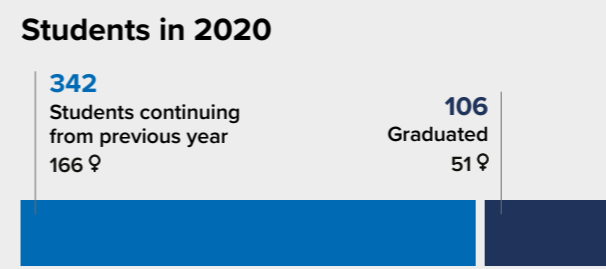 Students in 2020
342
Students continuing
from previous year
166 ♀
106
Graduated
51 ♀